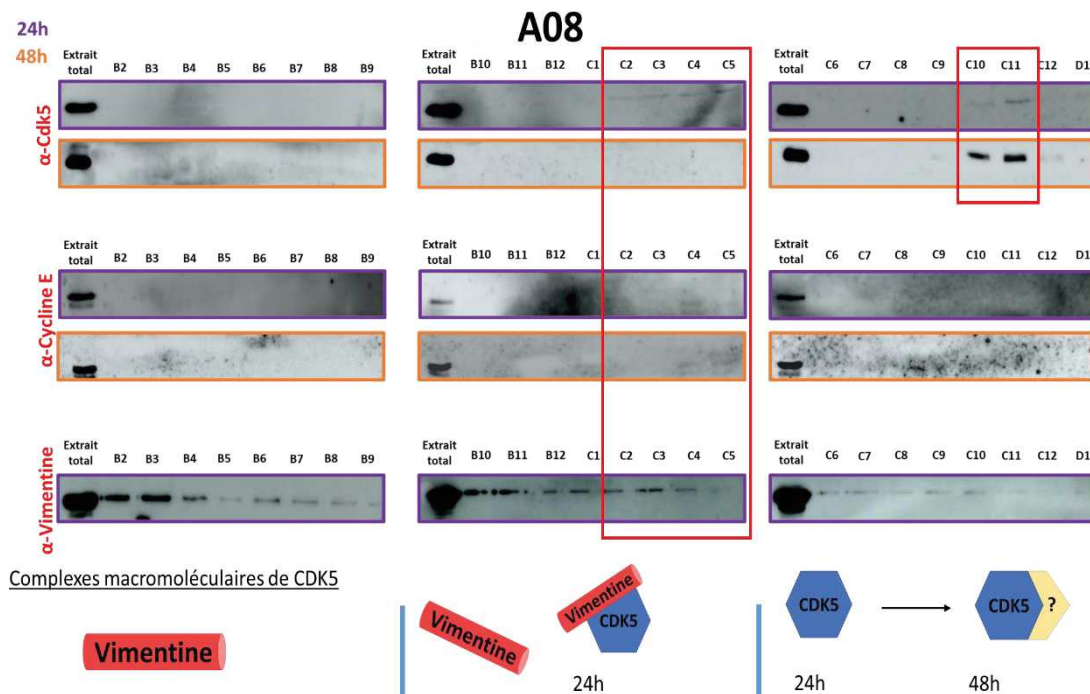 A08
24h
48h
Extrait total B2 B3 B4 B5 B6 B7 B8 B9
Extrait total B10 B11 B12 C1 C2 C3 C4 C5
Extrait total C6 C7 C8 C9 C10 C11 C12 D1
α-Cdk5
Extrait total B2 B3 B4 B5 B6 B7 B8 B9
Extrait total B10 B11 B12 C1 C2 C3 C4 C5
Extrait total C6 C7 C8 C9 C10 C11 C12 D1
α-Cycline E
Extrait total B2 B3 B4 B5 B6 B7 B8 B9
Extrait total B10 B11 B12 C1 C2 C3 C4 C5
Extrait total C6 C7 C8 C9 C10 C11 C12 D1
α-Vimentine
Complexes macromoléculaires de CDK5
Vimentine
Vimentine
Vimentine
CDK5
24h
CDK5
CDK5 ?
24h
48h